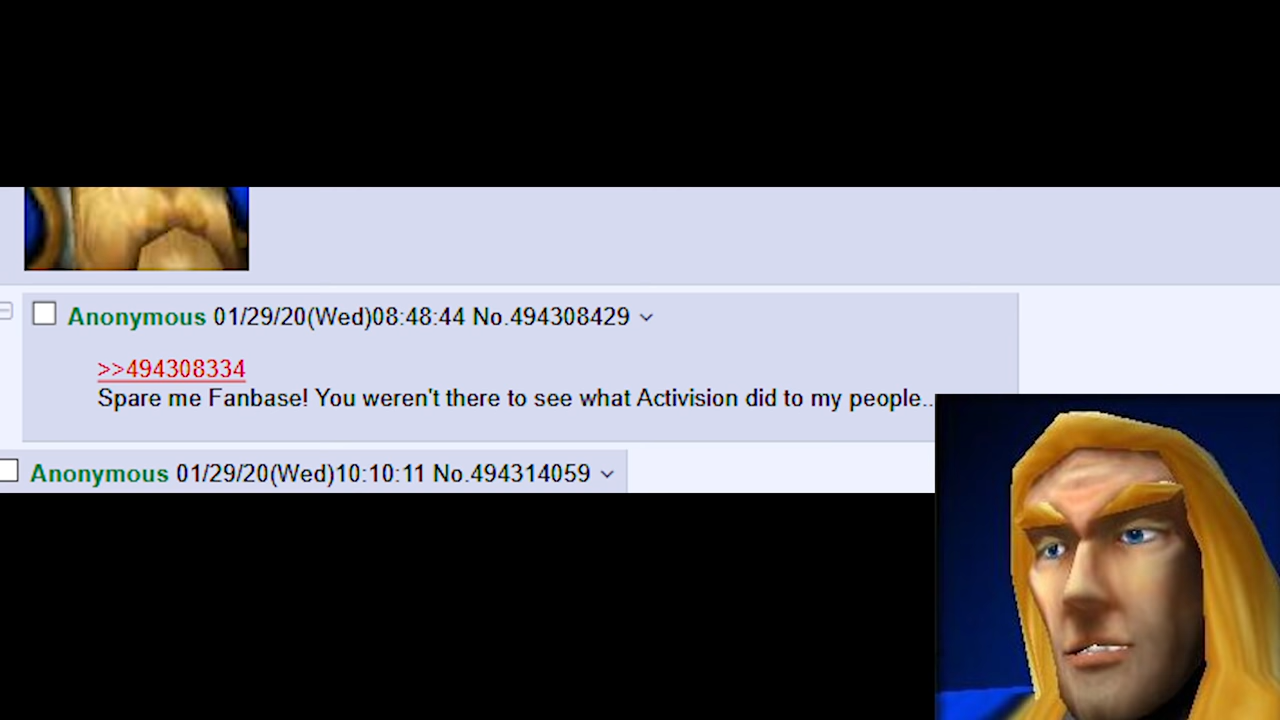 Anonymous 01/29/20(Wed)08:48:44 No.494308429
>>494308334
Spare me Fanbase! You weren't there to see what Activision did to my people..
Anonymous 01/29/20(Wed)10:10:11 No.494314059